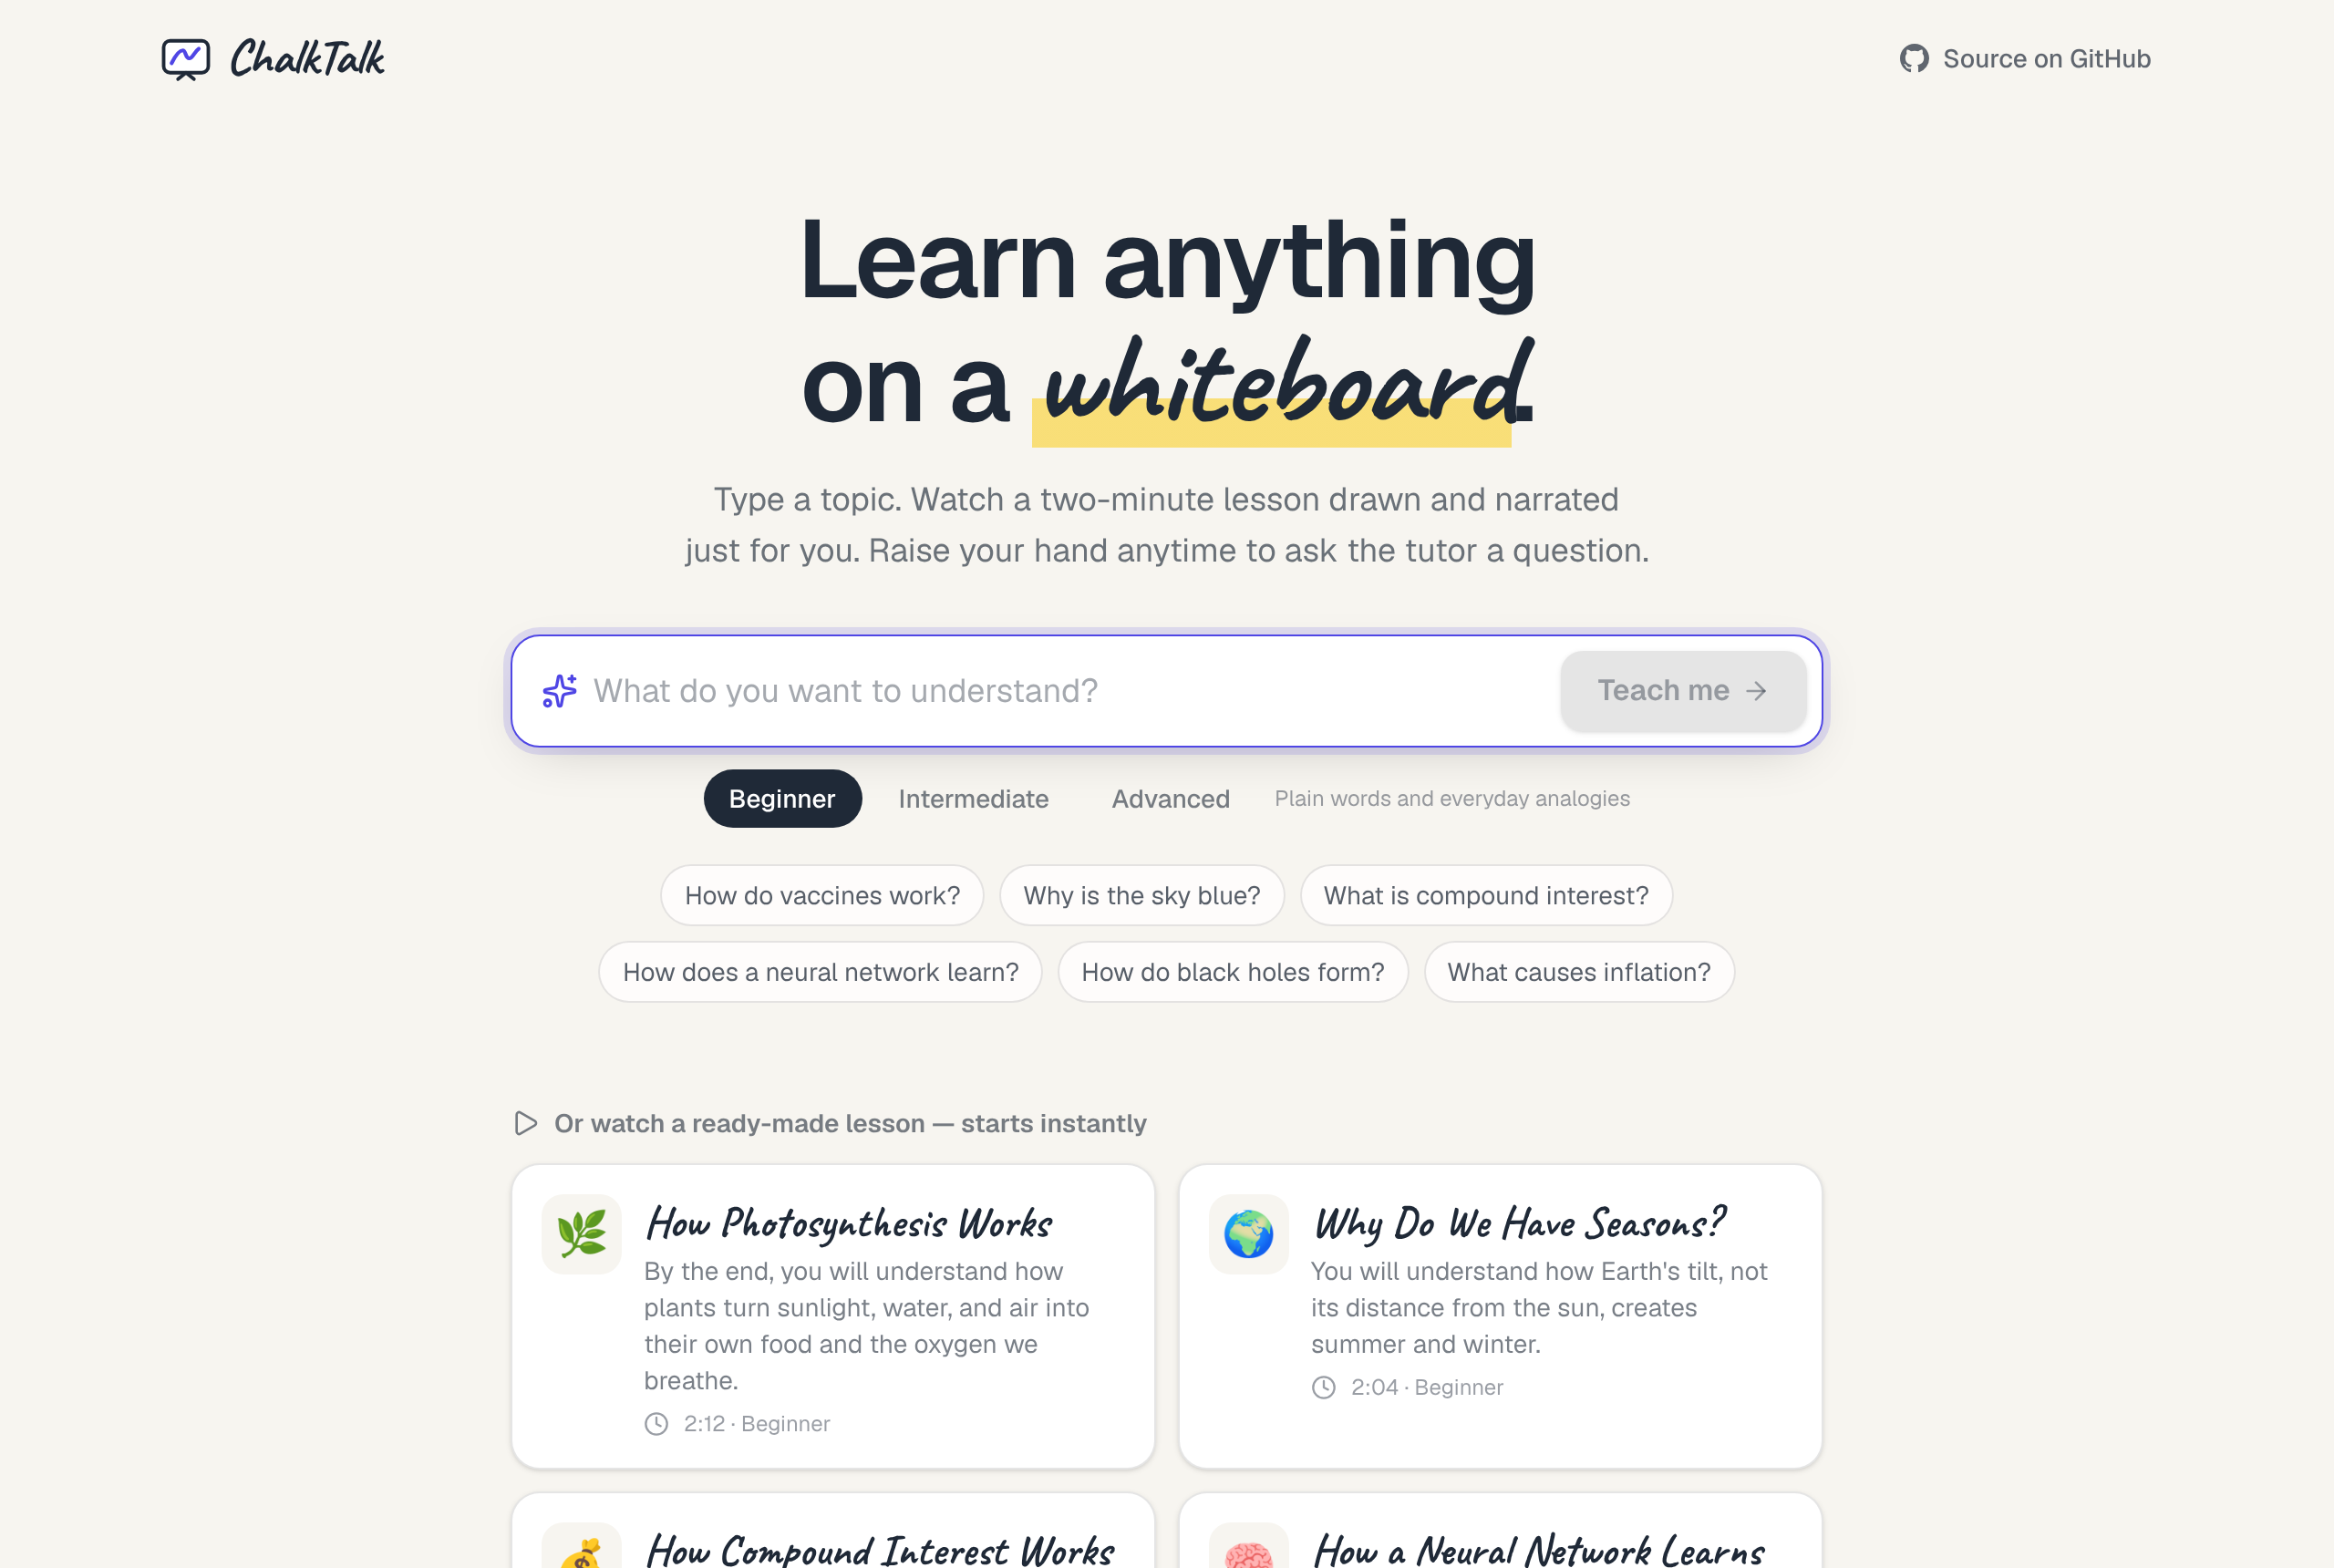 ChalkTalk
Source on GitHub
Learn anything
on a whiteboard.
Type a topic. Watch a two-minute lesson drawn and narrated
just for you. Raise your hand anytime to ask the tutor a question.
What do you want to understand?
Teach me →
Beginner
Intermediate
Advanced
Plain words and everyday analogies
How do vaccines work?
Why is the sky blue?
What is compound interest?
How does a neural network learn?
How do black holes form?
What causes inflation?
Or watch a ready-made lesson — starts instantly
How Photosynthesis Works
By the end, you will understand how
plants turn sunlight, water, and air into
their own food and the oxygen we
breathe.
2:12 · Beginner
Why Do We Have Seasons?
You will understand how Earth's tilt, not
its distance from the sun, creates
summer and winter.
2:04 · Beginner
How Compound Interest Works
How a Neural Network Learns